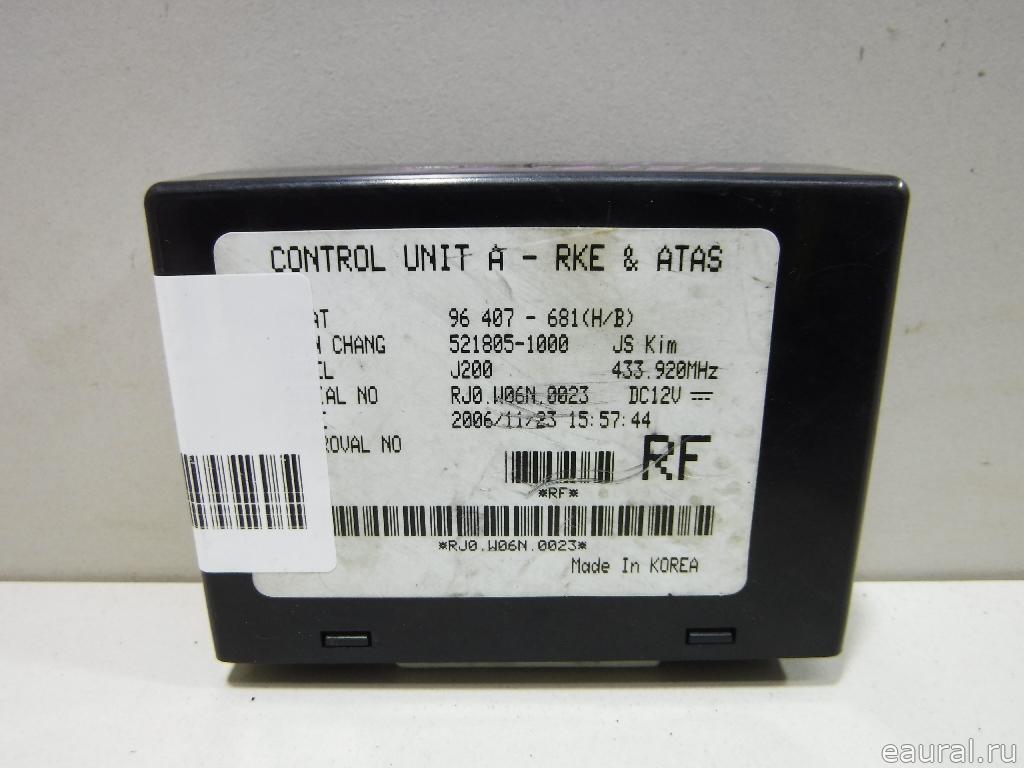 CONTROL UNIT A - RKE & ATAS
AT 96 407 - 681(H/B)
N CHANG 521805-1000 JS Kim
EL J200 433.920MHz
IAL NO RJ0.W06N.0023 DC12V
E 2006/11/23 15:57:44
ROVAL NO
RF
*RF*
*RJ0.W06N.0023*
Made In KOREA
eaural.ru